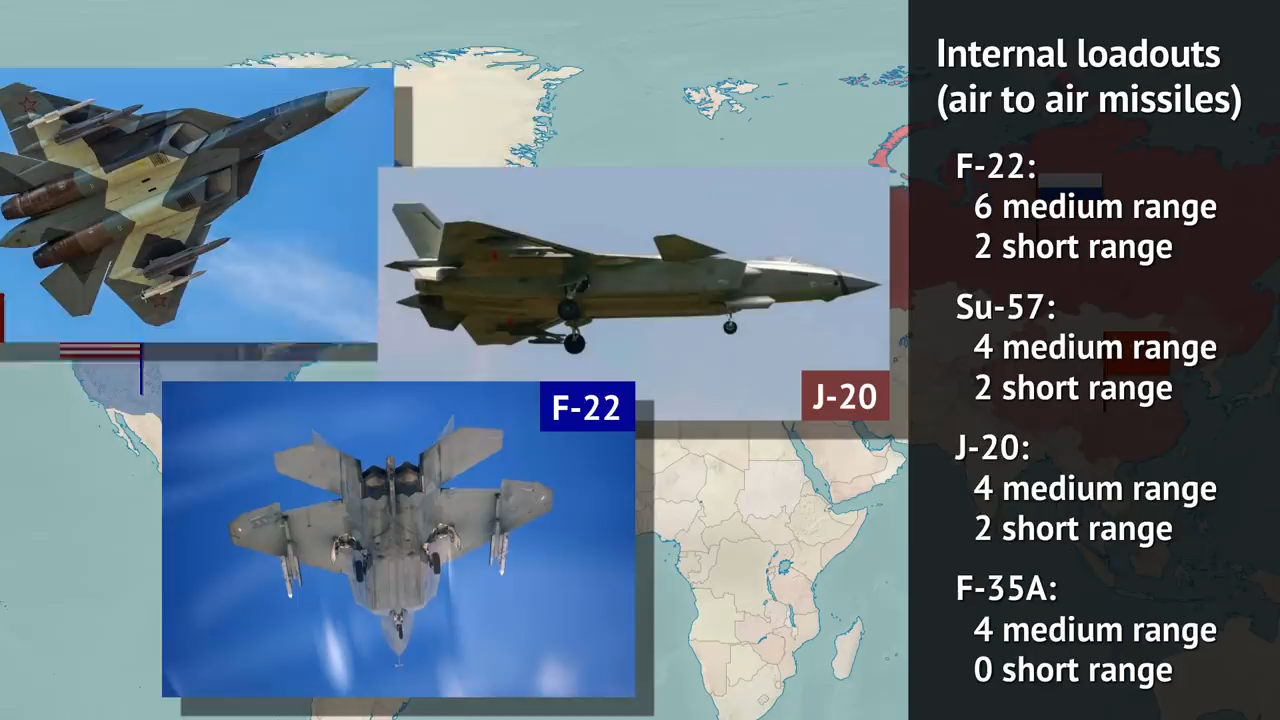 Internal loadouts
(air to air missiles)
F-22:
6 medium range
2 short range
Su-57:
4 medium range
2 short range
J-20:
4 medium range
2 short range
F-35A:
4 medium range
0 short range
J-20
F-22